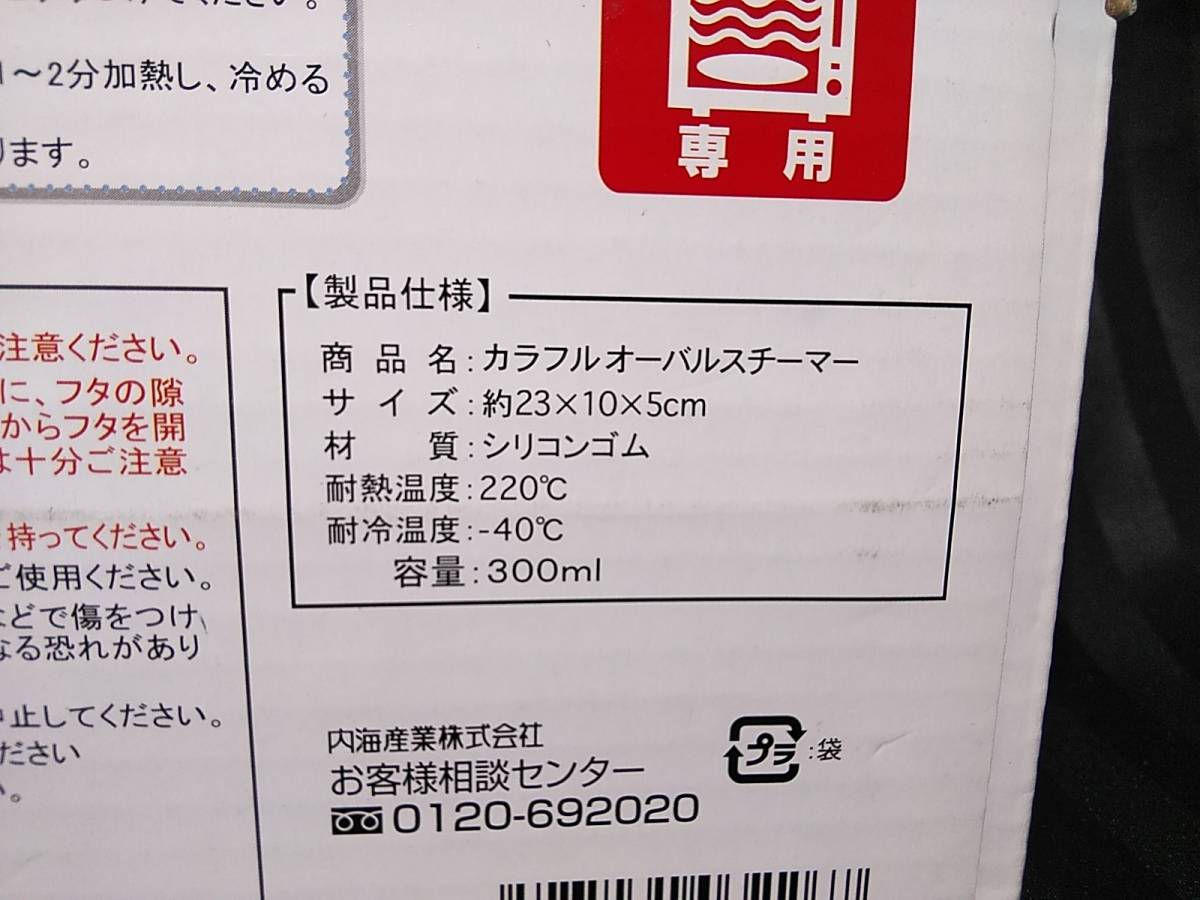 1～2分加熱し、冷める
ります。
専用
【製品仕様】
商品名:カラフルオーバルスチーマー
サイズ:約23×10×5cm
材質:シリコンゴム
耐熱温度:220℃
耐冷温度:-40℃
容量:300ml
注意ください。
に、フタの隙
からフタを開
は十分ご注意
持ってください。
ご使用ください。
などで傷をつけ
なる恐れがあり
中止してください。
ださい
い。
内海産業株式会社
お客様相談センター
0120-692020
プラ:袋